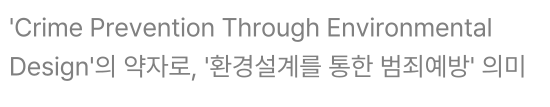 'Crime Prevention Through Environmental
Design'의 약자로, '환경설계를 통한 범죄예방' 의미